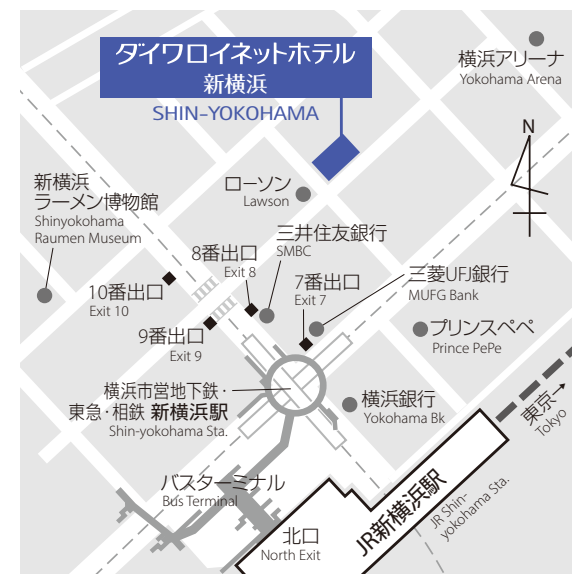 ダイワロイネットホテル
新横浜
SHIN-YOKOHAMA
横浜アリーナ
Yokohama Arena
N
新横浜
ラーメン博物館
Shinyokohama
Raumen Museum
ローソン
Lawson
8番出口
Exit 8
三井住友銀行
SMBC
7番出口
Exit 7
三菱UFJ銀行
MUFG Bank
10番出口
Exit 10
9番出口
Exit 9
プリンスペペ
Prince PePe
横浜市営地下鉄・
東急・相鉄 新横浜駅
Shin-yokohama Sta.
横浜銀行
Yokohama Bk
東京→
Tokyo
バスターミナル
Bus Terminal
北口
North Exit
JR新横浜駅
JR Shin-
yokohama Sta.